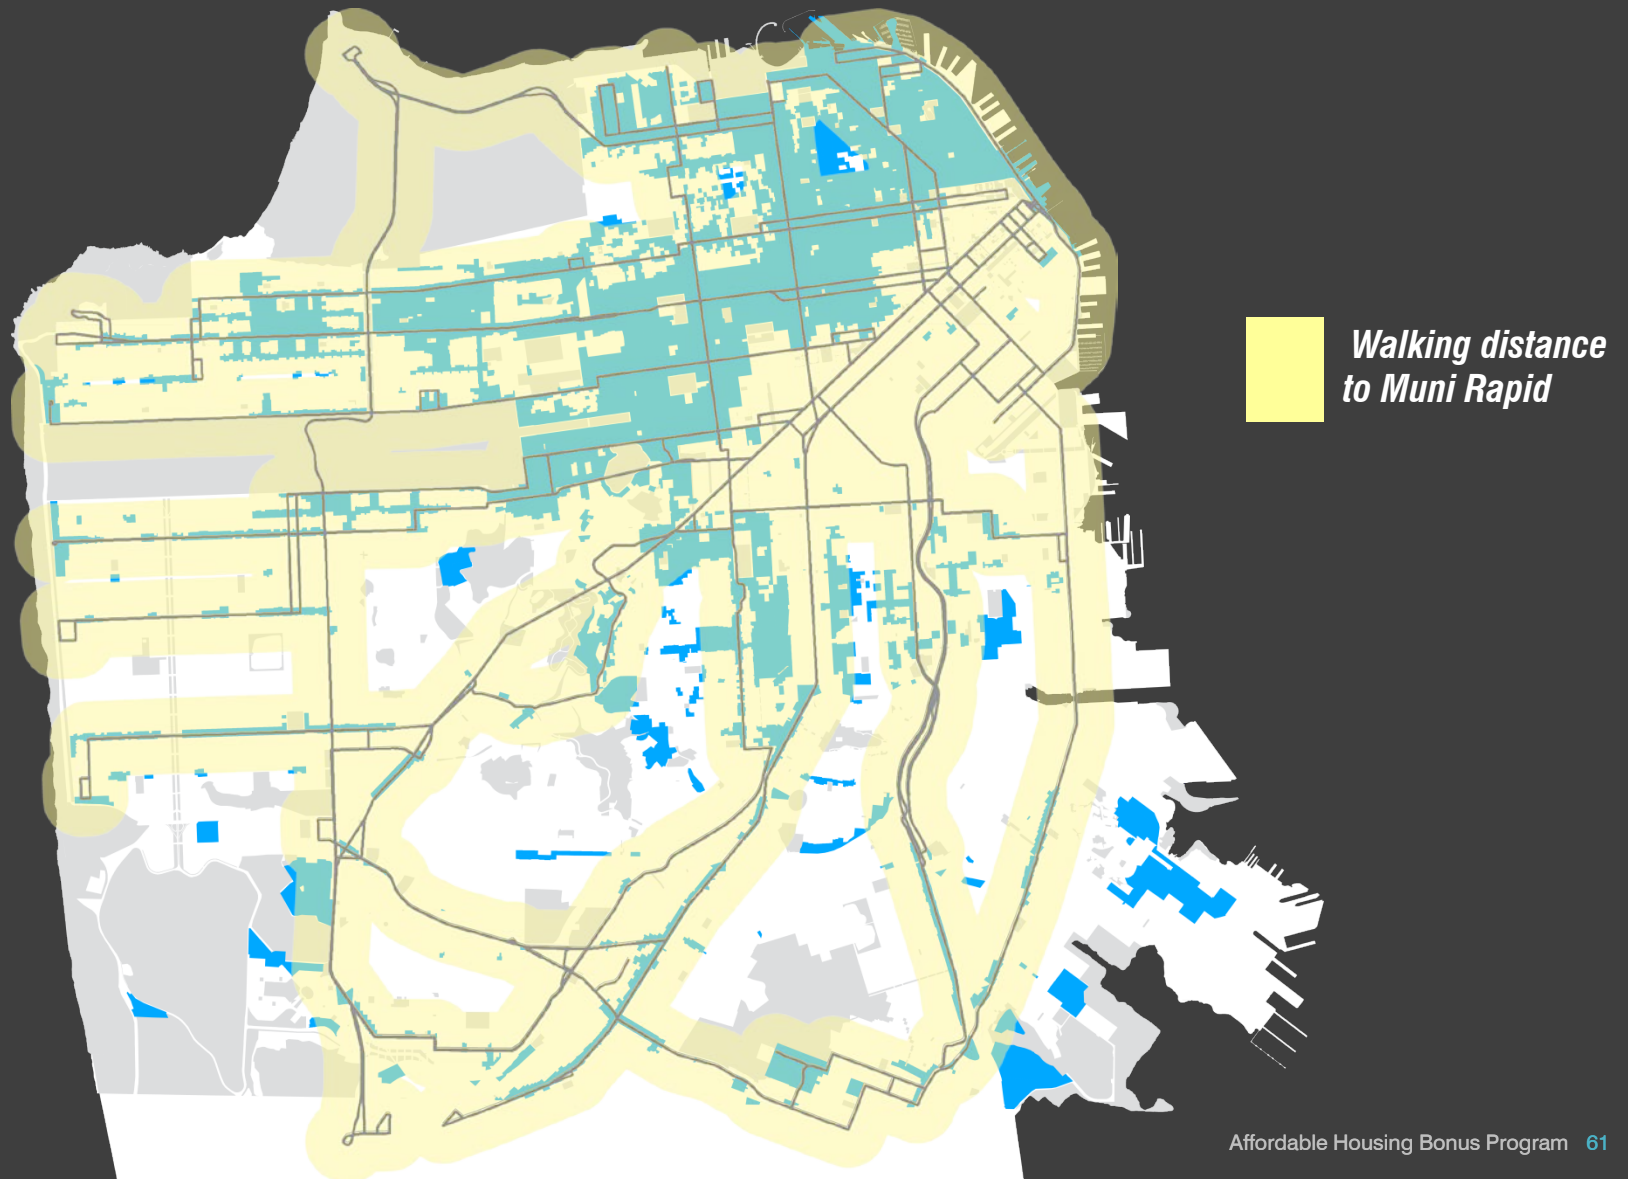 Walking distance
to Muni Rapid
Affordable Housing Bonus Program 61